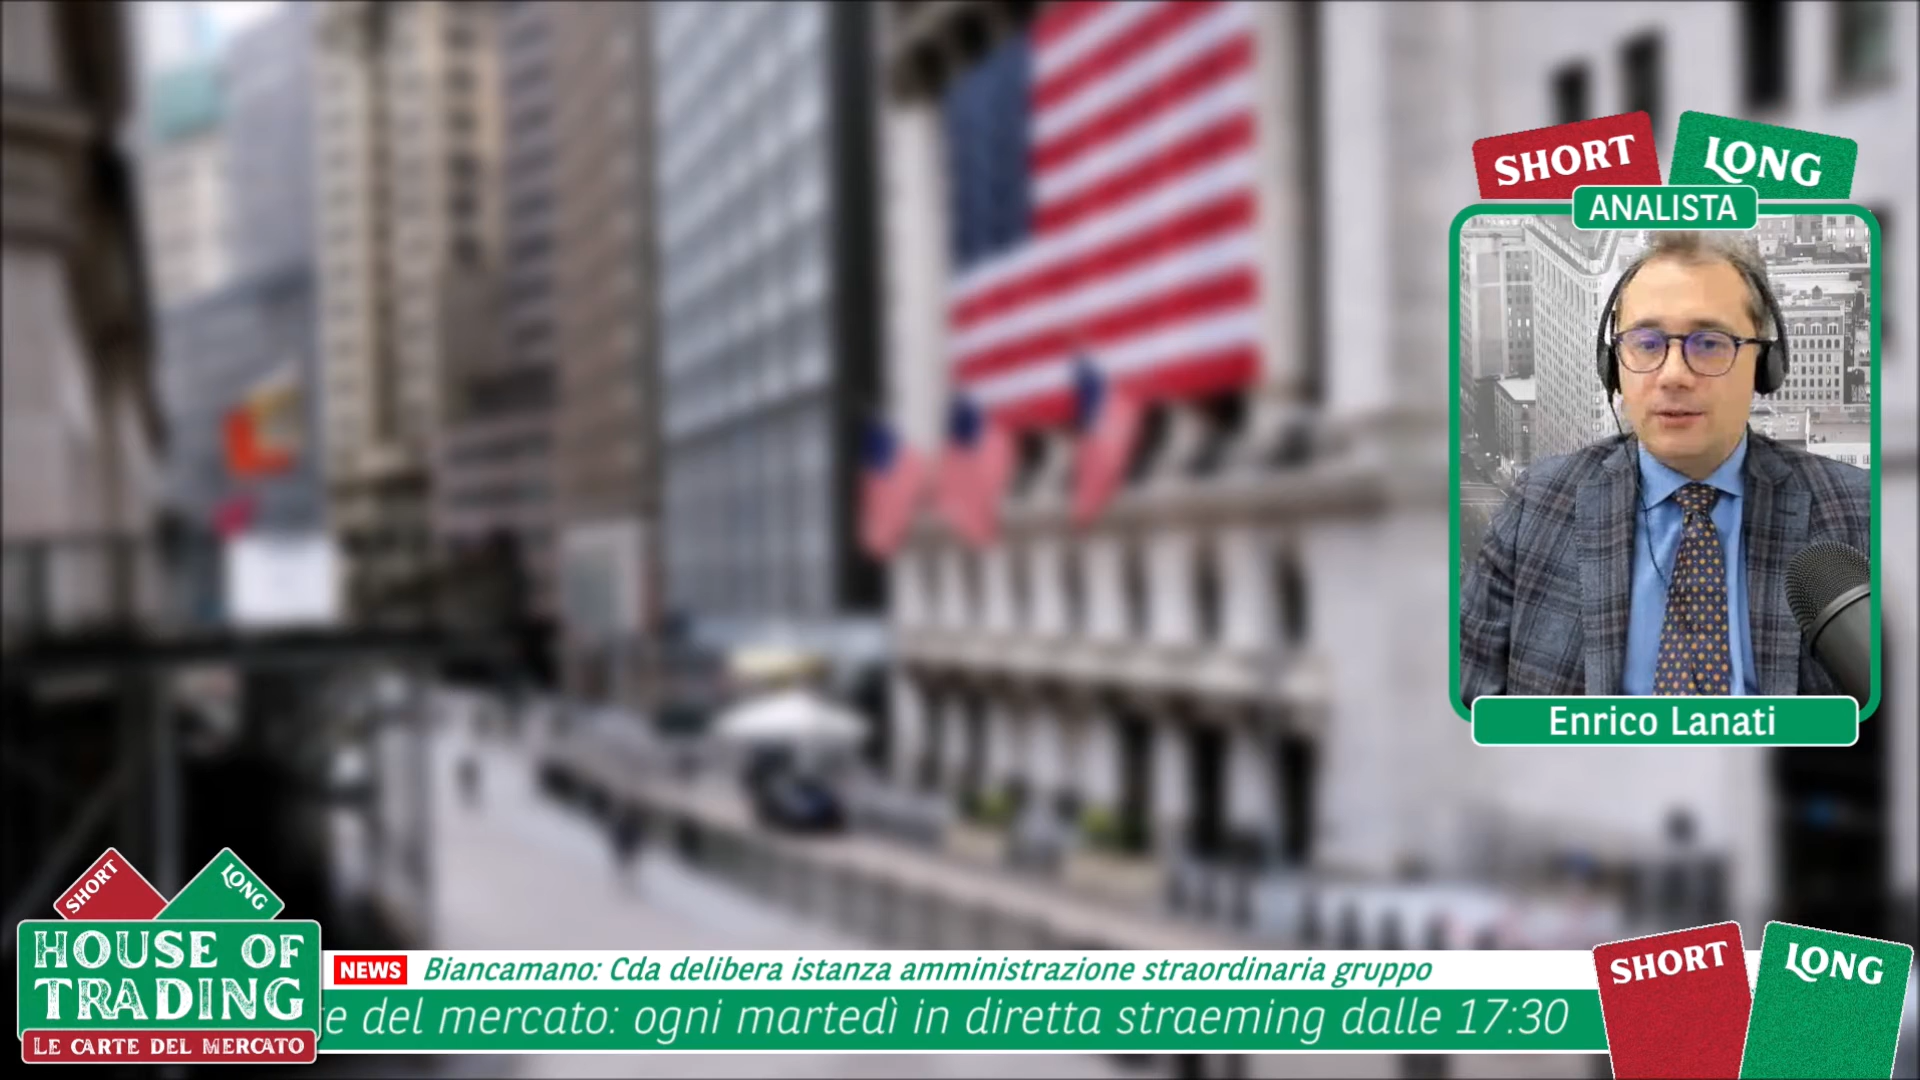 SHORT
LONG
ANALISTA
Enrico Lanati
SHORT
LONG
HOUSE OF
TRADING
LE CARTE DEL MERCATO
NEWS Biancamano: Cda delibera istanza amministrazione straordinaria gruppo
e del mercato: ogni martedì in diretta straeming dalle 17:30
SHORT
LONG